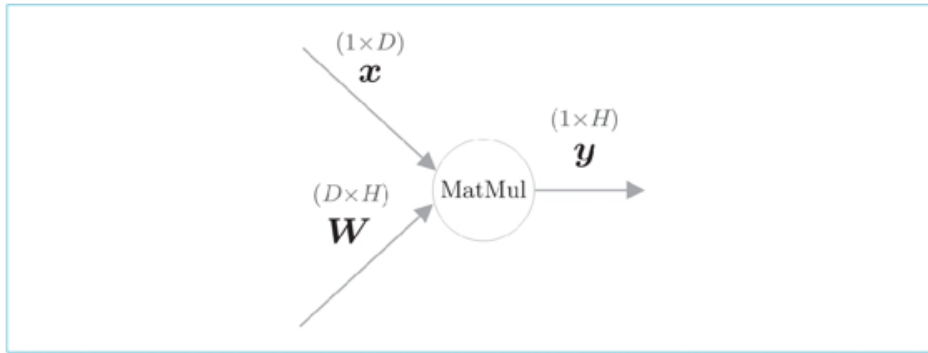 (1×D)
x
(1×H)
y
MatMul
(D×H)
W